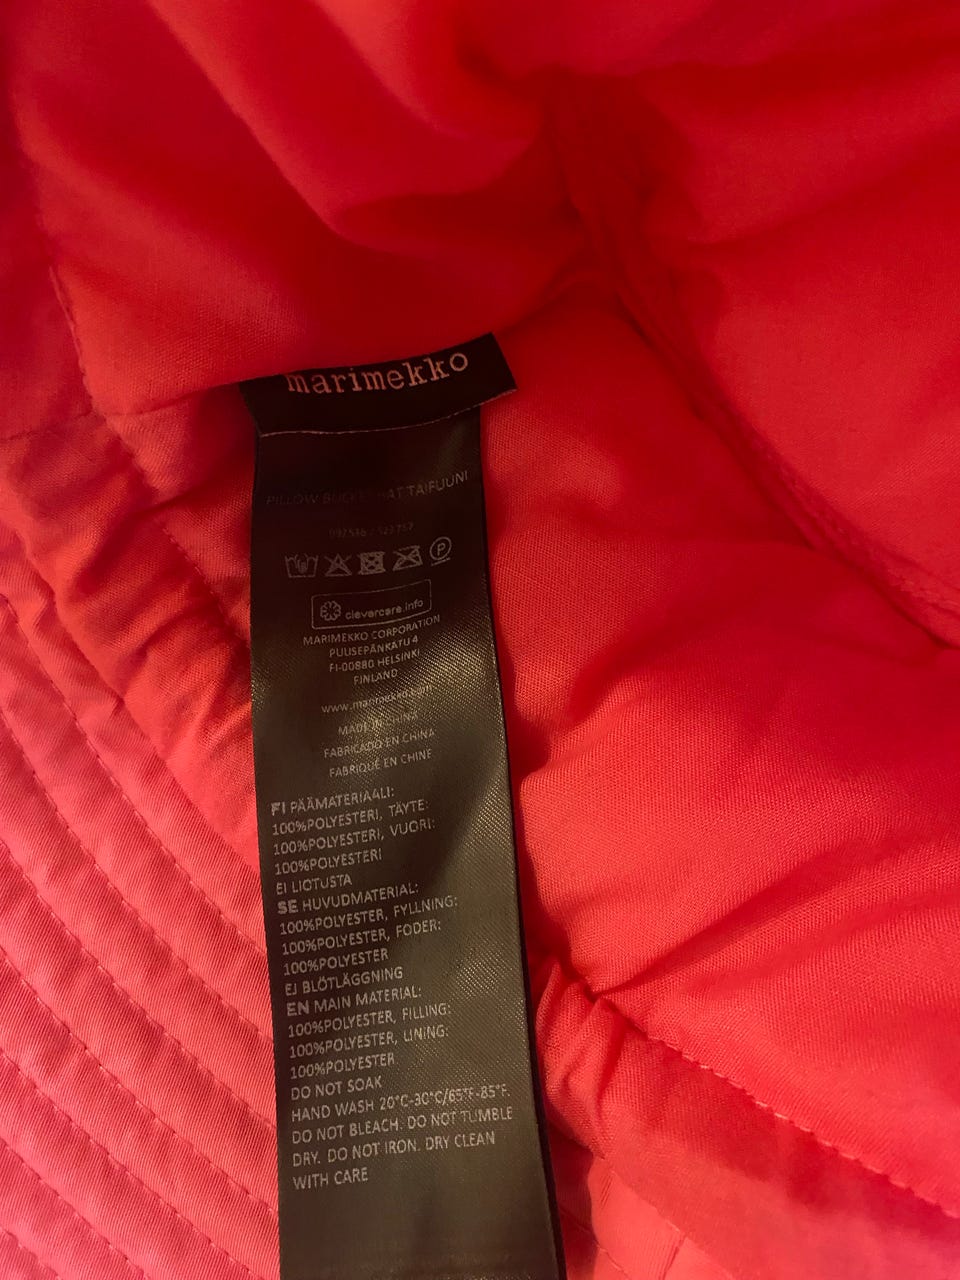 marimekko
PILLOW BUCKET HAT TAIFUUNI
clevercare.info
MARIMEKKO CORPORATION
PUUSEPÄNKATU 4
FI-00880 HELSINKI
FINLAND
www.marimekko.com
MADE IN CHINA
FABRICADO EN CHINA
FABRIQUÉ EN CHINE
FI PÄÄMATERIAALI:
100%POLYESTERI, TÄYTE:
100%POLYESTERI, VUORI:
100%POLYESTERI
EI LIOTUSTA
SE HUVUDMATERIAL:
100%POLYESTER, FYLLNING:
100%POLYESTER, FODER:
100%POLYESTER
EJ BLÖTLÄGGNING
EN MAIN MATERIAL:
100%POLYESTER, FILLING:
100%POLYESTER, LINING:
100%POLYESTER
DO NOT SOAK
HAND WASH 20°C-30°C/65°F-85°F.
DO NOT BLEACH. DO NOT TUMBLE
DRY. DO NOT IRON. DRY CLEAN
WITH CARE